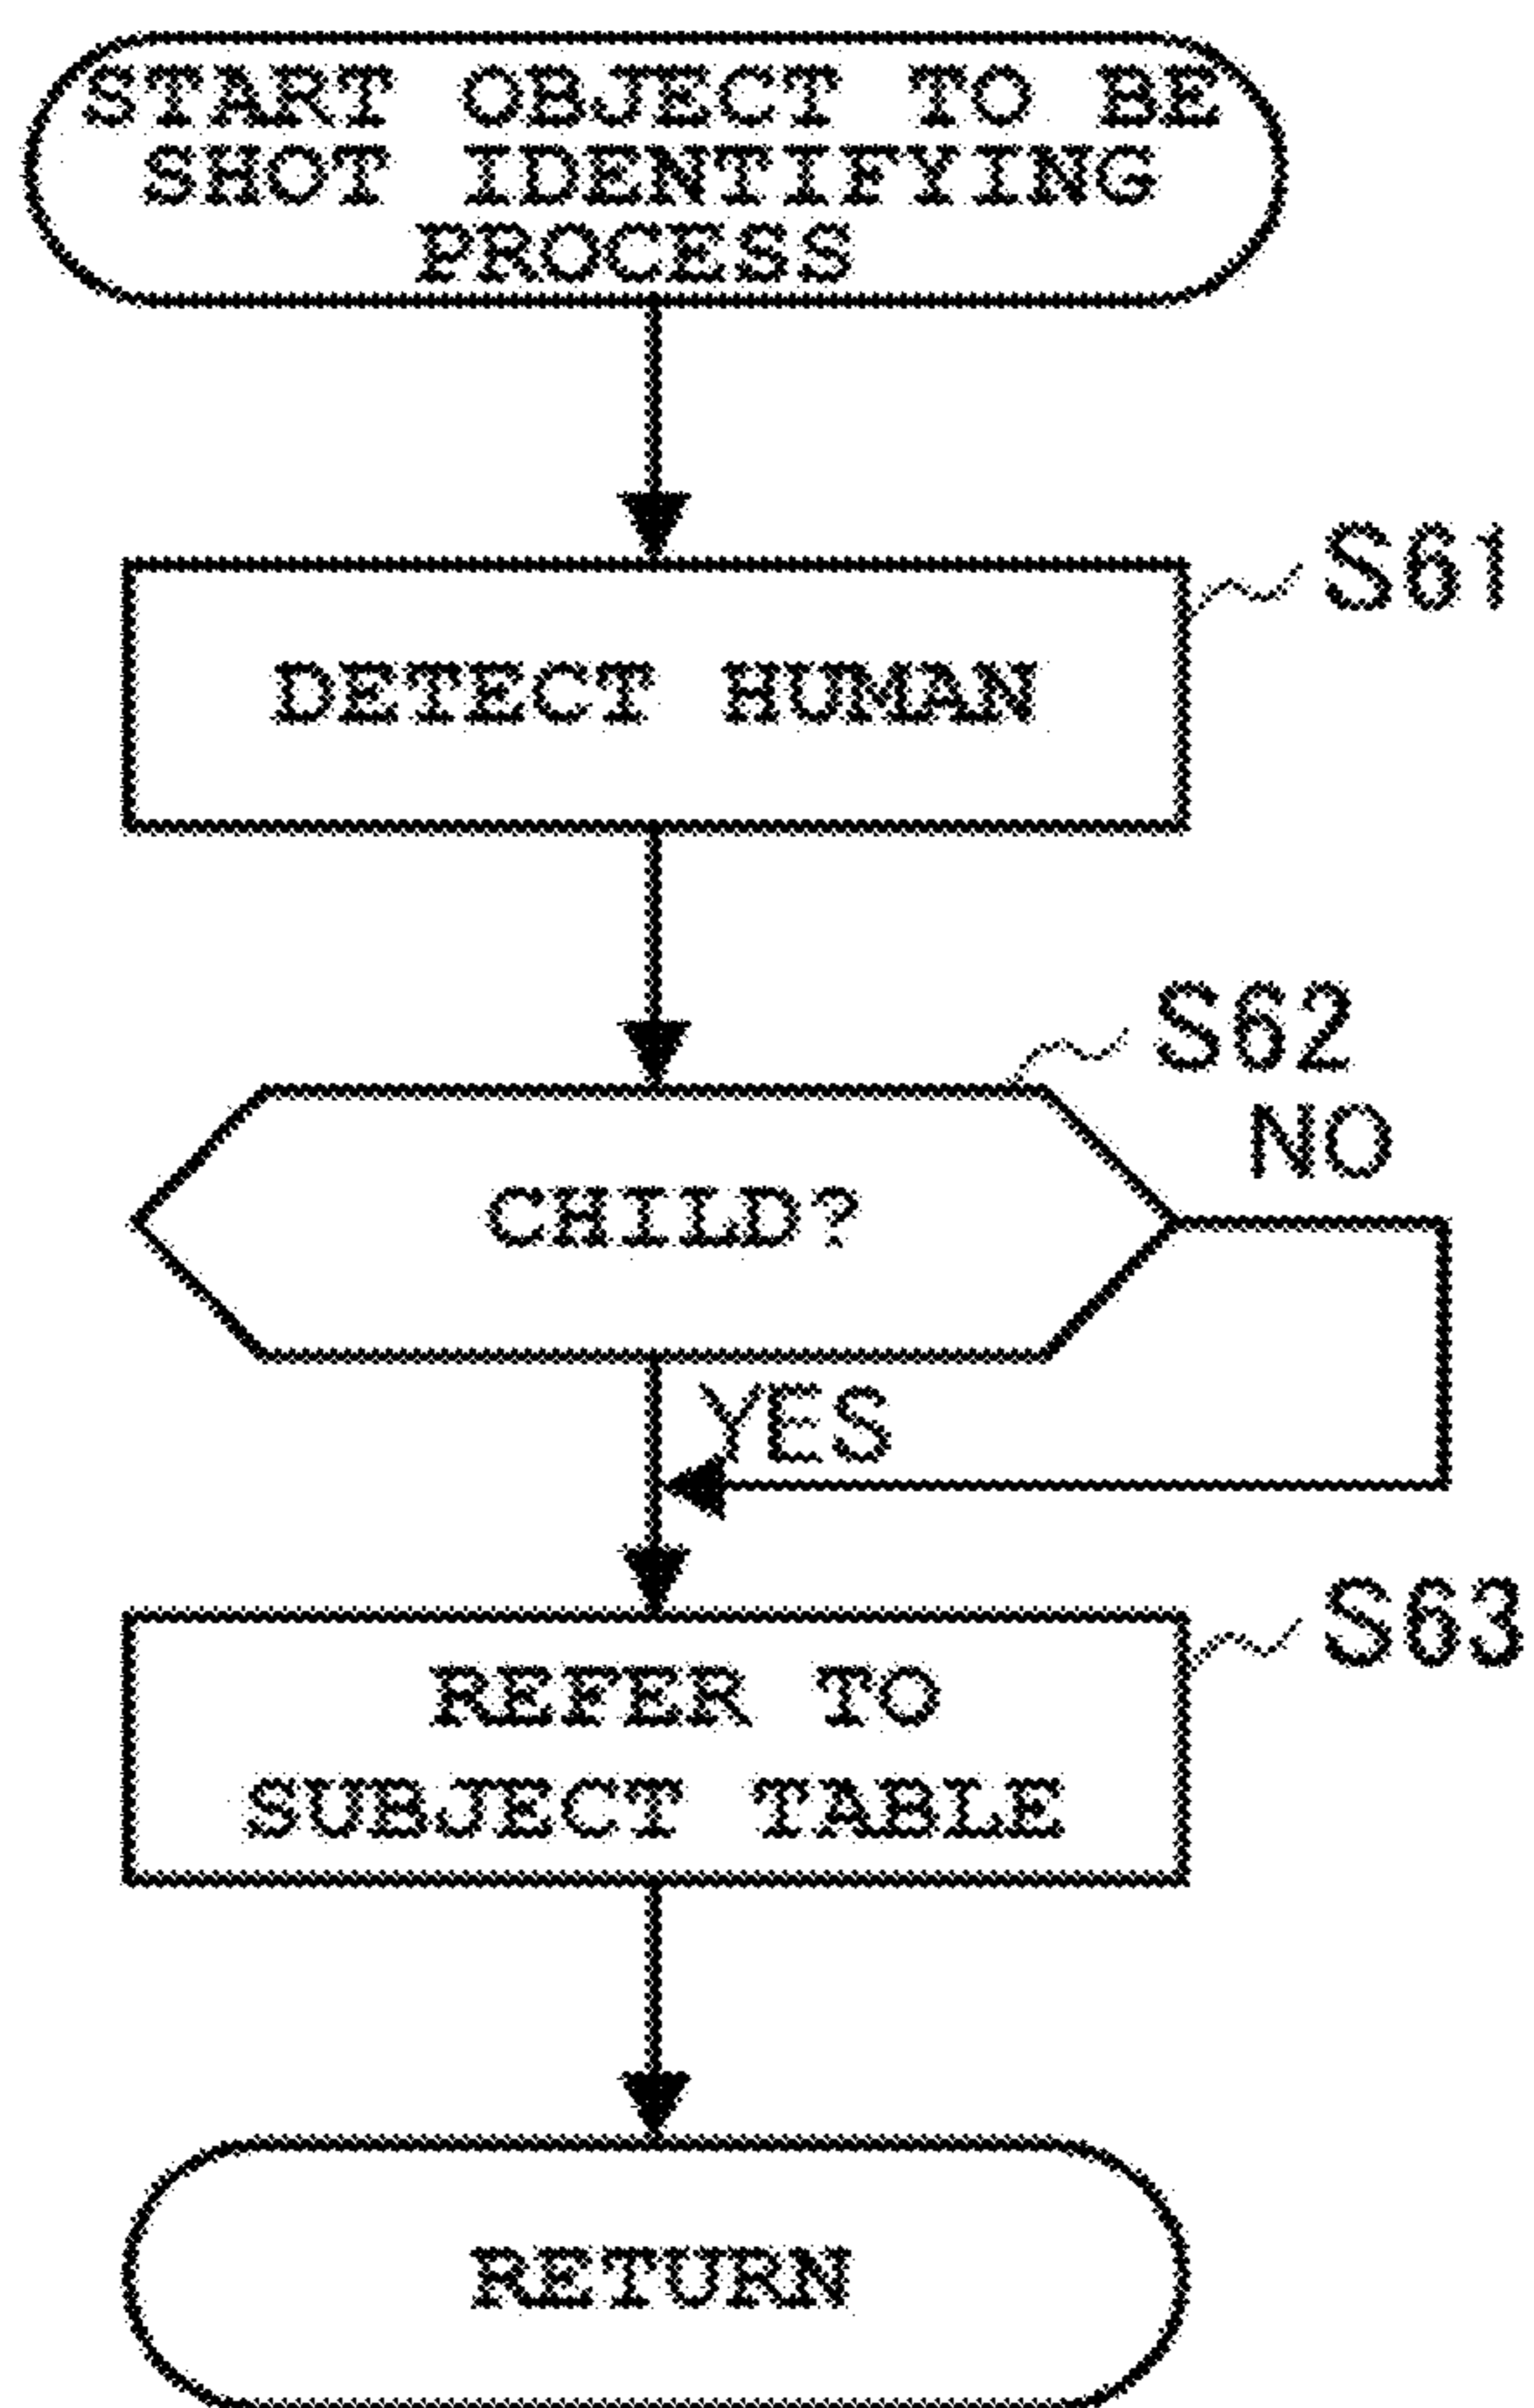 START OBJECT TO BE
SHOT IDENTIFYING
PROCESS
S61
DETECT HUMAN
S62
NO
CHILD?
YES
S63
REFER TO
SUBJECT TABLE
RETURN